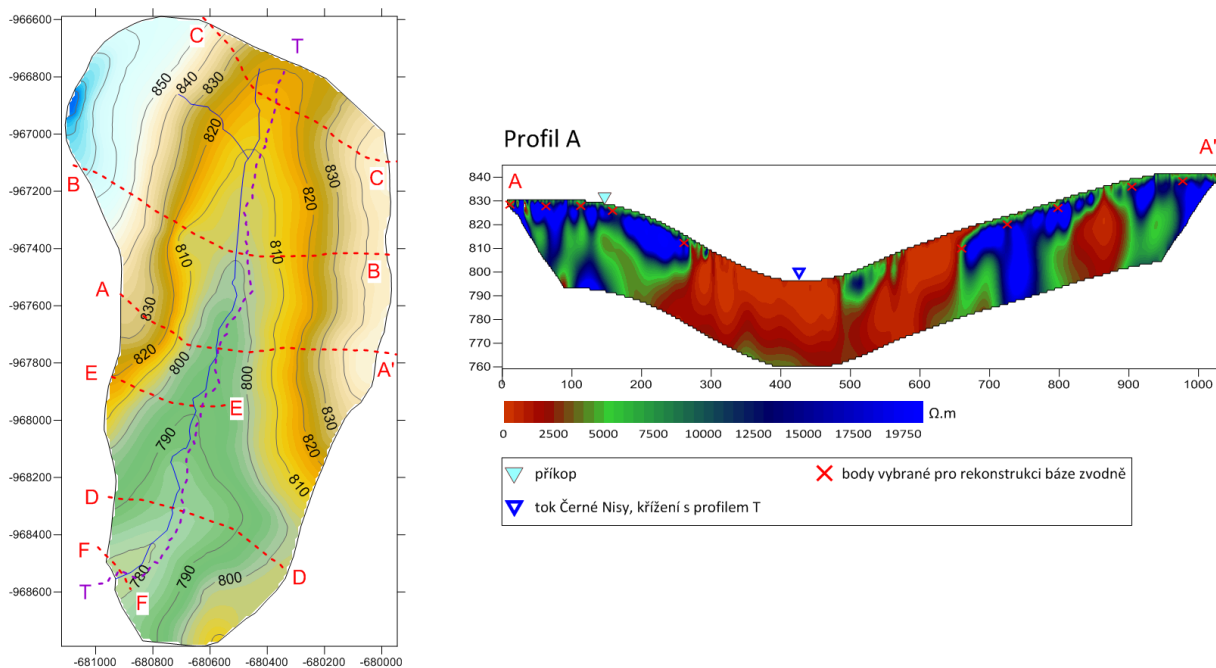 -966600
-966800
-967000
-967200
-967400
-967600
-967800
-968000
-968200
-968400
-968600
-681000 -680800 -680600 -680400 -680200 -680000
C
T
850
840
830
820
830
C
B
820
810
810
B
A
830
820
800
800
A'
E
E
830
790
820
810
D
F
780
790
800
D
T
F
Profil A
A
A'
840
830
820
810
800
790
780
770
760
0 100 200 300 400 500 600 700 800 900 1000
0 2500 5000 7500 10000 12500 15000 17500 19750 Ω.m
příkop
body vybrané pro rekonstrukci báze zvodně
tok Černé Nisy, křížení s profilem T